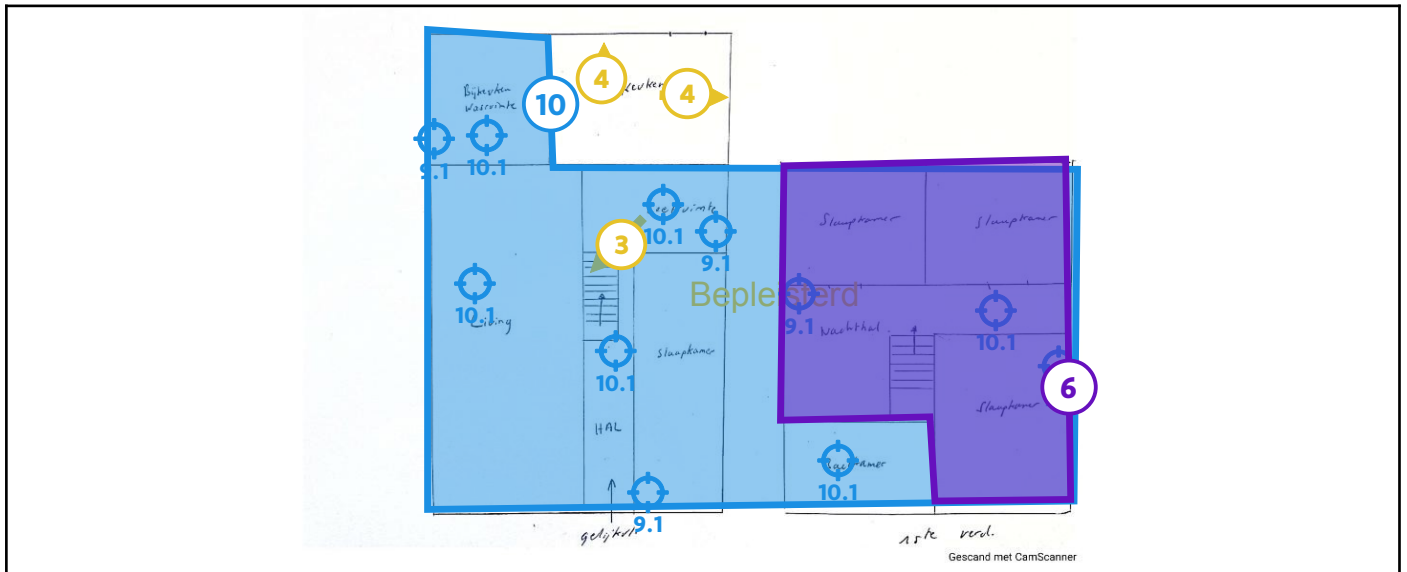 Bijkeuken
Wasruimte
10
4
4
keuken
9.1
10.1
10.1
9.1
3
Slaapkamer
Slaapkamer
10.1
Living
Bepleisterd
9.1
Nachthal
10.1
10.1
Slaapkamer
6
Slaapkamer
HAL
Badkamer
10.1
9.1
gelijkvl.
1ste verd.
Gescand met CamScanner